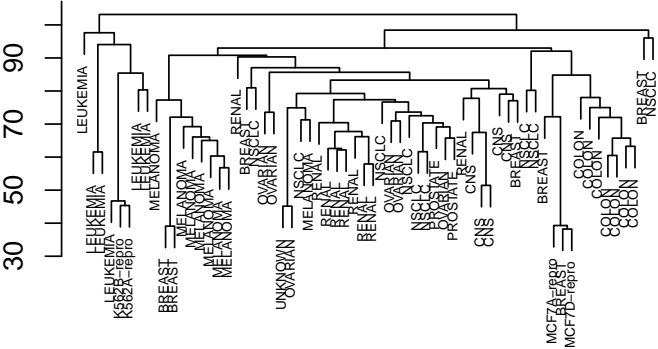 90
70
50
30
LEUKEMIA
LEUKEMIA
LEUKEMIA
LEUKEMIA
K562B-repro
K562A-repro
LEUKEMIA
LEUKEMIA
MELANOMA
BREAST
BREAST
MELANOMA
MELANOMA
MELANOMA
MELANOMA
MELANOMA
MELANOMA
RENAL
BREAST
NSCLC
OVARIAN
OVARIAN
UNKNOWN
OVARIAN
NSCLC
MELANOMA
RENAL
RENAL
RENAL
RENAL
RENAL
RENAL
RENAL
NSCLC
OVARIAN
OVARIAN
NSCLC
NSCLC
NSCLC
PROSTATE
OVARIAN
PROSTATE
RENAL
CNS
CNS
CNS
CNS
CNS
BREAST
NSCLC
NSCLC
BREAST
MCF7A-repro
BREAST
MCF7D-repro
COLON
COLON
COLON
COLON
COLON
COLON
COLON
BREAST
NSCLC